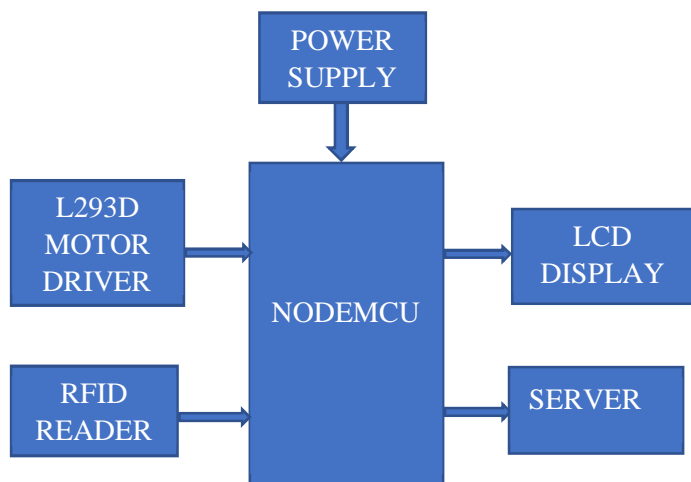 POWER
SUPPLY
L293D
MOTOR
DRIVER
LCD
DISPLAY
NODEMCU
RFID
READER
SERVER